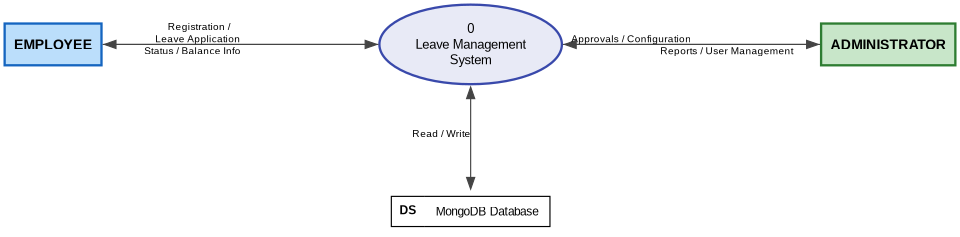 EMPLOYEE
Registration /
Leave Application
Status / Balance Info
0
Leave Management
System
Approvals / Configuration
Reports / User Management
ADMINISTRATOR
Read / Write
DS MongoDB Database